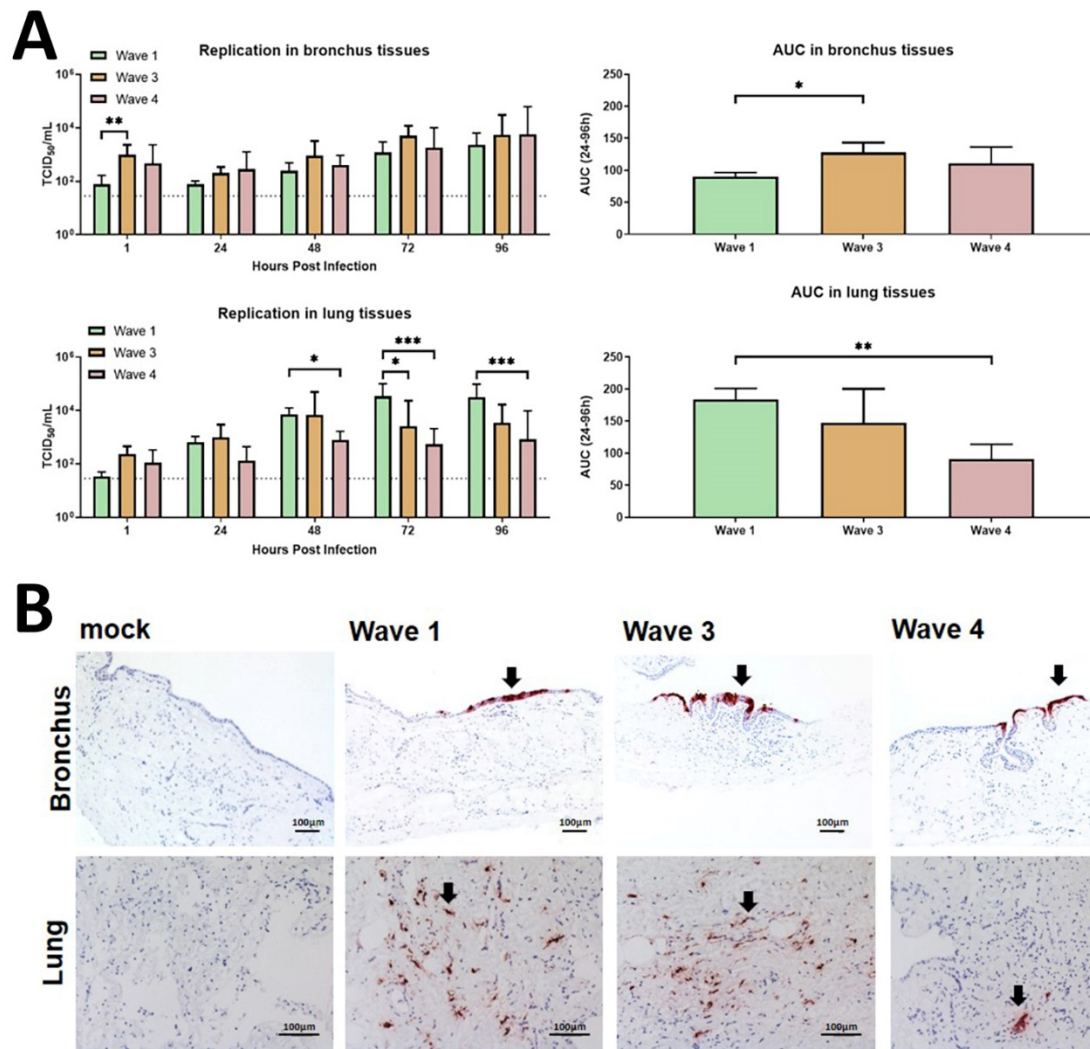 A
Replication in bronchus tissues
Wave 1
Wave 3
Wave 4
**
TCID50/mL
10^6
10^4
10^2
10^0
1 24 48 72 96
Hours Post Infection
AUC in bronchus tissues
*
AUC (24-96h)
250
200
150
100
50
0
Wave 1 Wave 3 Wave 4
Replication in lung tissues
Wave 1
Wave 3
Wave 4
* *** * ***
TCID50/mL
10^6
10^4
10^2
10^0
1 24 48 72 96
Hours Post Infection
AUC in lung tissues
**
AUC (24-96h)
250
200
150
100
50
0
Wave 1 Wave 3 Wave 4
B
mock Wave 1 Wave 3 Wave 4
Bronchus
100µm 100µm 100µm 100µm
Lung
100µm 100µm 100µm 100µm